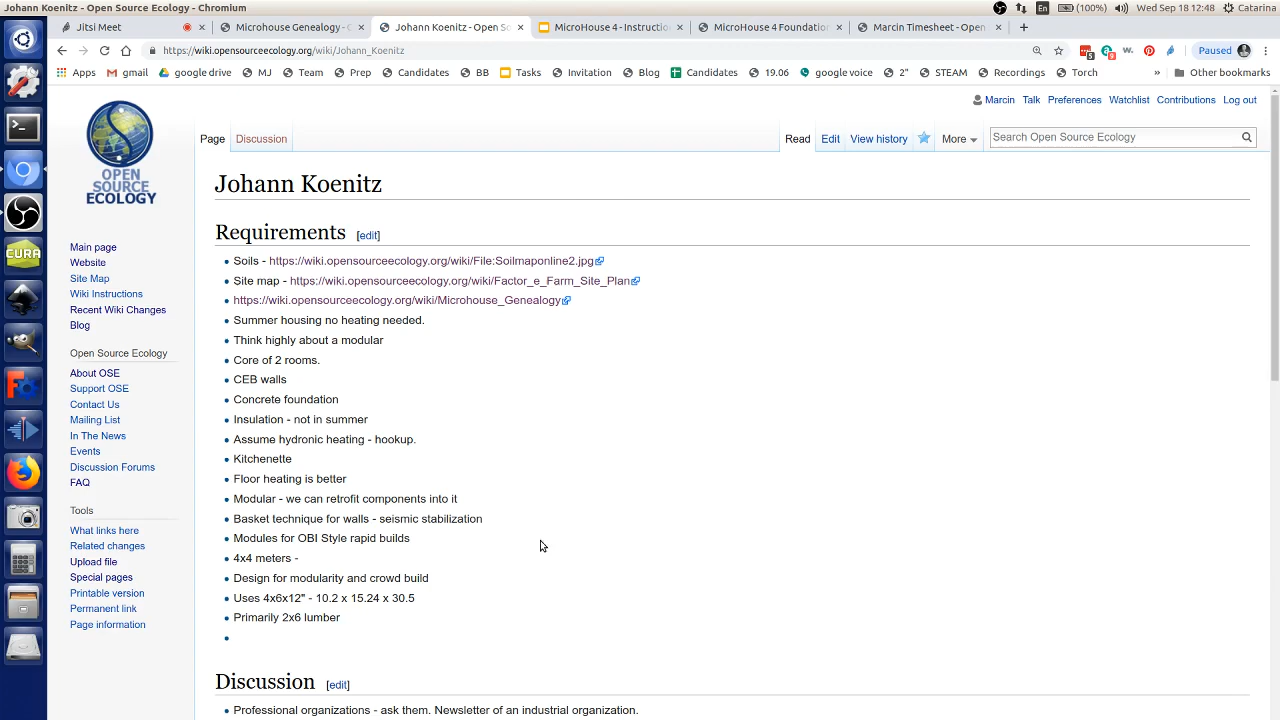 Johann Koenitz - Open Source Ecology - Chromium
En (100%) Wed Sep 18 12:48 Catarina
Jitsi Meet × Microhouse Genealogy - × Johann Koenitz - Open So × MicroHouse 4 - Instructio × MicroHouse 4 Foundatio × Marcin Timesheet - Open ×
https://wiki.opensourceecology.org/wiki/Johann_Koenitz Paused
Apps gmail google drive MJ Team Prep Candidates BB Tasks Invitation Blog Candidates 19.06 google voice 2" STEAM Recordings Torch » Other bookmarks
Marcin Talk Preferences Watchlist Contributions Log out
Page Discussion Read Edit View history More Search Open Source Ecology
OPEN
SOURCE
ECOLOGY
CURA
Main page
Website
Site Map
Wiki Instructions
Recent Wiki Changes
Blog
Open Source Ecology
About OSE
Support OSE
Contact Us
Mailing List
In The News
Events
Discussion Forums
FAQ
Tools
What links here
Related changes
Upload file
Special pages
Printable version
Permanent link
Page information
Johann Koenitz
Requirements [edit]
• Soils - https://wiki.opensourceecology.org/wiki/File:Soilmaponline2.jpg
• Site map - https://wiki.opensourceecology.org/wiki/Factor_e_Farm_Site_Plan
• https://wiki.opensourceecology.org/wiki/Microhouse_Genealogy
• Summer housing no heating needed.
• Think highly about a modular
• Core of 2 rooms.
• CEB walls
• Concrete foundation
• Insulation - not in summer
• Assume hydronic heating - hookup.
• Kitchenette
• Floor heating is better
• Modular - we can retrofit components into it
• Basket technique for walls - seismic stabilization
• Modules for OBI Style rapid builds
• 4x4 meters -
• Design for modularity and crowd build
• Uses 4x6x12" - 10.2 x 15.24 x 30.5
• Primarily 2x6 lumber
•
Discussion [edit]
• Professional organizations - ask them. Newsletter of an industrial organization.